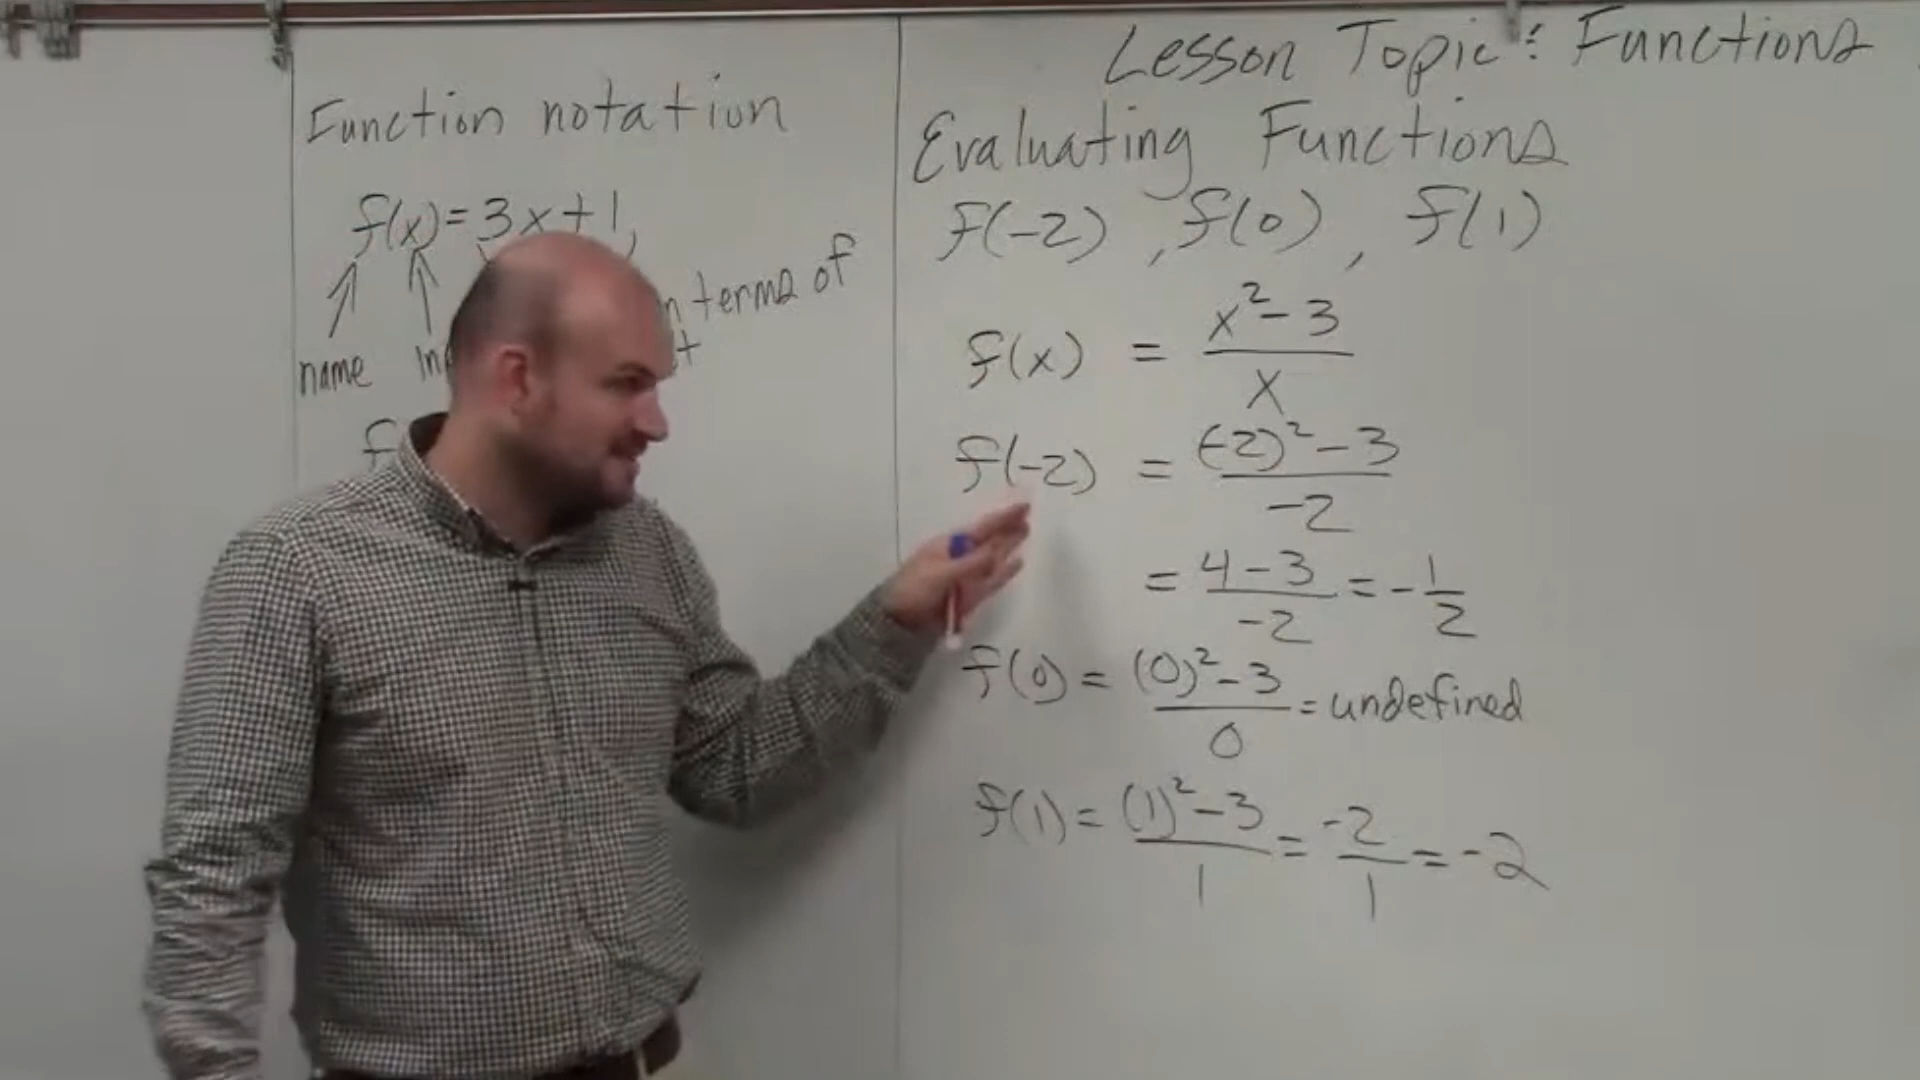 Lesson Topic: Functions
Function notation
f(x) = 3x + 1,
terms of
name
Evaluating Functions
f(-2), f(0), f(1)
f(x) = (x² - 3)/x
f(-2) = ((-2)² - 3)/-2
= (4 - 3)/-2 = -1/2
f(0) = ((0)² - 3)/0 = undefined
f(1) = ((1)² - 3)/1 = -2/1 = -2